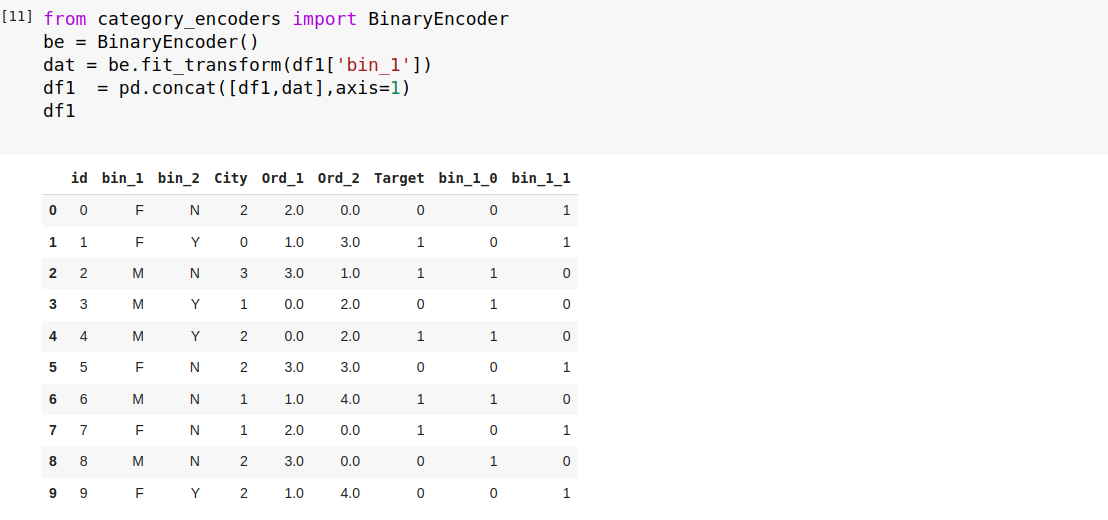 [11] from category_encoders import BinaryEncoder
be = BinaryEncoder()
dat = be.fit_transform(df1['bin_1'])
df1  = pd.concat([df1,dat],axis=1)
df1
id bin_1 bin_2 City Ord_1 Ord_2 Target bin_1_0 bin_1_1
0 0 F N 2 2.0 0.0 0 0 1
1 1 F Y 0 1.0 3.0 1 0 1
2 2 M N 3 3.0 1.0 1 1 0
3 3 M Y 1 0.0 2.0 0 1 0
4 4 M Y 2 0.0 2.0 1 1 0
5 5 F N 2 3.0 3.0 0 0 1
6 6 M N 1 1.0 4.0 1 1 0
7 7 F N 1 2.0 0.0 1 0 1
8 8 M N 2 3.0 0.0 0 1 0
9 9 F Y 2 1.0 4.0 0 0 1